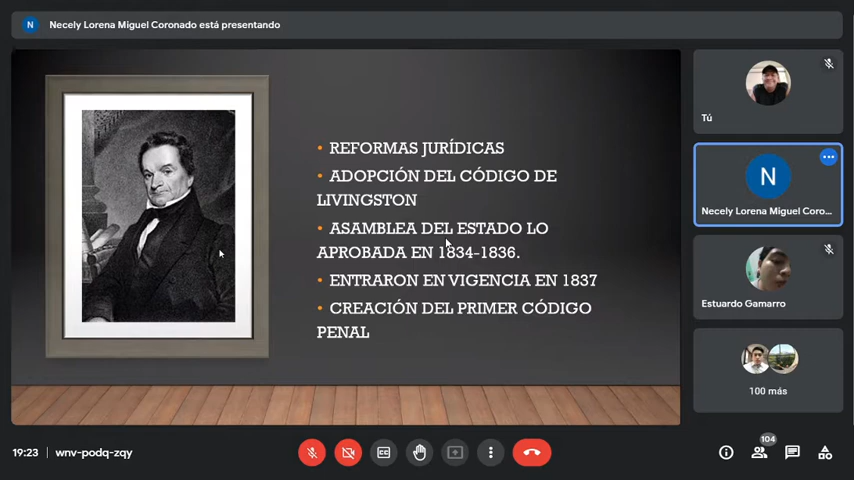 N Necely Lorena Miguel Coronado está presentando
• REFORMAS JURÍDICAS
• ADOPCIÓN DEL CÓDIGO DE
LIVINGSTON
• ASAMBLEA DEL ESTADO LO
APROBADA EN 1834-1836.
• ENTRARON EN VIGENCIA EN 1837
• CREACIÓN DEL PRIMER CÓDIGO
PENAL
Tú
N
Necely Lorena Miguel Coro...
Estuardo Gamarro
100 más
19:23 wnv-podq-zqy
104